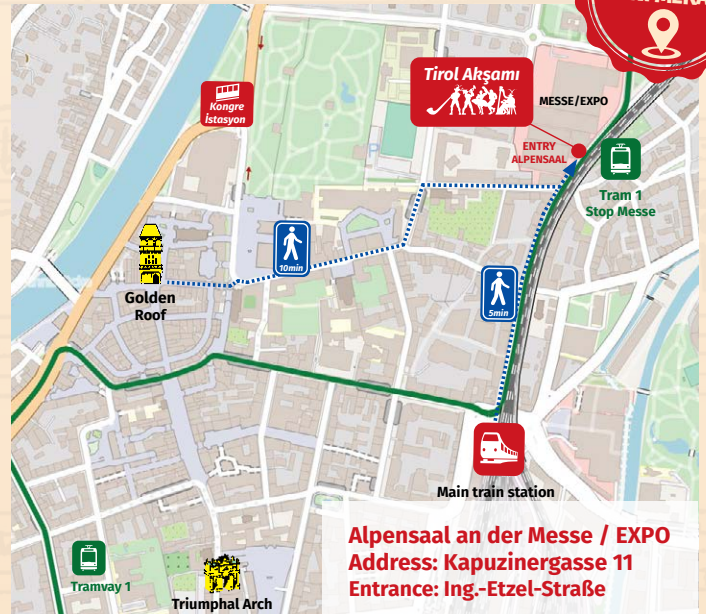 Kongre
İstasyon
Tirol Akşamı
MESSE/EXPO
ENTRY
ALPENSAAL
Tram 1
Stop Messe
10min
Golden
Roof
5min
Main train station
Tramvay 1
Triumphal Arch
Alpensaal an der Messe / EXPO
Address: Kapuzinergasse 11
Entrance: Ing.-Etzel-Straße